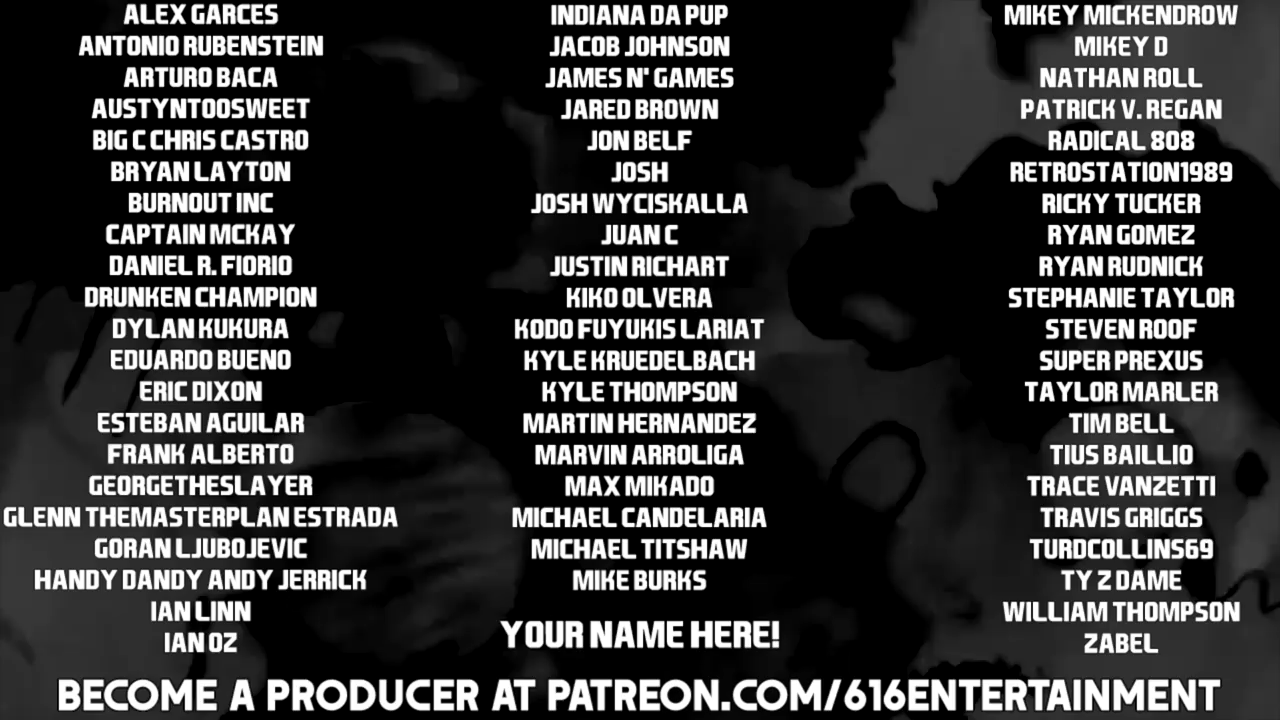 ALEX GARCES
ANTONIO RUBENSTEIN
ARTURO BACA
AUSTYNTOOSWEET
BIG C CHRIS CASTRO
BRYAN LAYTON
BURNOUT INC
CAPTAIN MCKAY
DANIEL R. FIORIO
DRUNKEN CHAMPION
DYLAN KUKURA
EDUARDO BUENO
ERIC DIXON
ESTEBAN AGUILAR
FRANK ALBERTO
GEORGETHESLAYER
GLENN THEMASTERPLAN ESTRADA
GORAN LJUBOJEVIC
HANDY DANDY ANDY JERRICK
IAN LINN
IAN OZ
INDIANA DA PUP
JACOB JOHNSON
JAMES N' GAMES
JARED BROWN
JON BELF
JOSH
JOSH WYCISKALLA
JUAN C
JUSTIN RICHART
KIKO OLVERA
KODO FUYUKIS LARIAT
KYLE KRUEDELBACH
KYLE THOMPSON
MARTIN HERNANDEZ
MARVIN ARROLIGA
MAX MIKADO
MICHAEL CANDELARIA
MICHAEL TITSHAW
MIKE BURKS
YOUR NAME HERE!
MIKEY MICKENDROW
MIKEY D
NATHAN ROLL
PATRICK V. REGAN
RADICAL 808
RETROSTATION1989
RICKY TUCKER
RYAN GOMEZ
RYAN RUDNICK
STEPHANIE TAYLOR
STEVEN ROOF
SUPER PREXUS
TAYLOR MARLER
TIM BELL
TIUS BAILLIO
TRACE VANZETTI
TRAVIS GRIGGS
TURDCOLLINS69
TY Z DAME
WILLIAM THOMPSON
ZABEL
BECOME A PRODUCER AT PATREON.COM/616ENTERTAINMENT